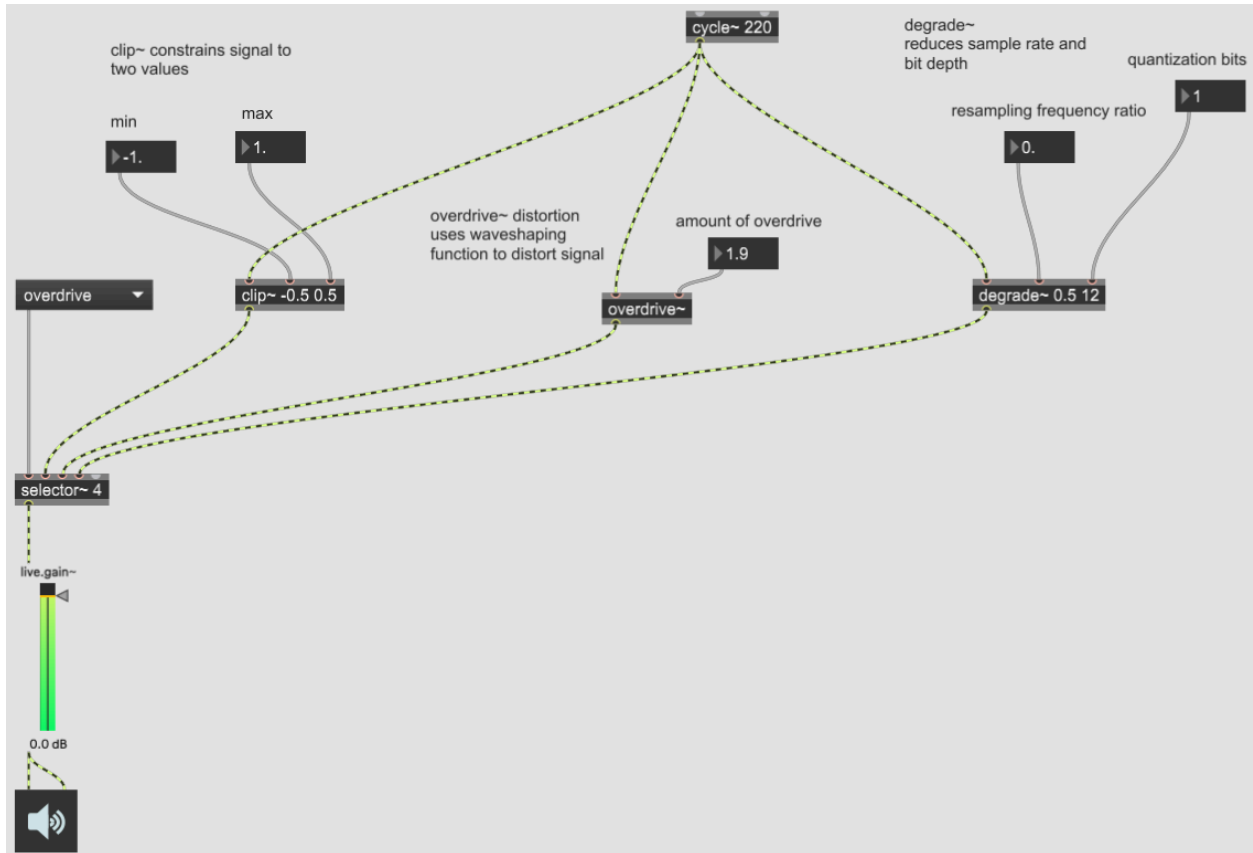 cycle~ 220
clip~ constrains signal to
two values
degrade~
reduces sample rate and
bit depth
quantization bits
1
min
max
resampling frequency ratio
-1.
1.
0.
overdrive~ distortion
uses waveshaping
function to distort signal
amount of overdrive
1.9
overdrive
clip~ -0.5 0.5
overdrive~
degrade~ 0.5 12
selector~ 4
live.gain~
0.0 dB